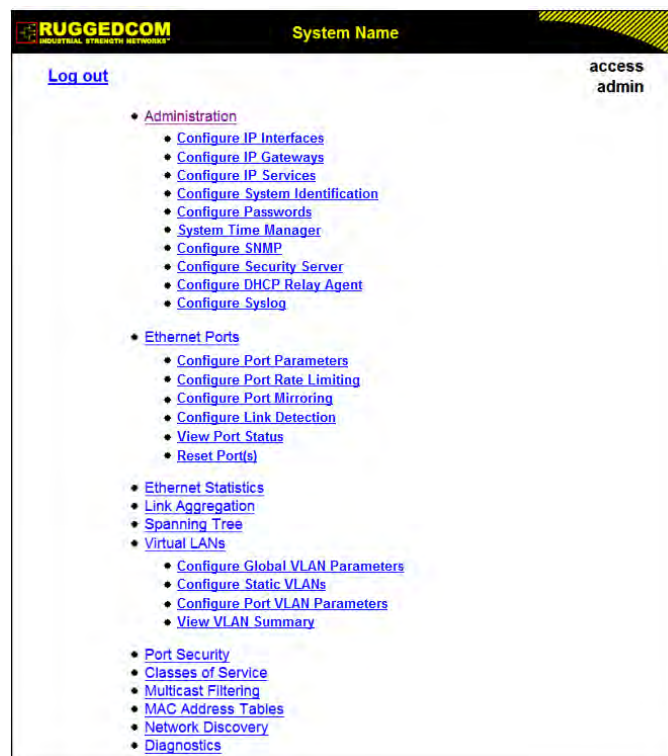 RUGGEDCOM
INDUSTRIAL STRENGTH NETWORKS™
System Name
Log out
access
admin
Administration
Configure IP Interfaces
Configure IP Gateways
Configure IP Services
Configure System Identification
Configure Passwords
System Time Manager
Configure SNMP
Configure Security Server
Configure DHCP Relay Agent
Configure Syslog
Ethernet Ports
Configure Port Parameters
Configure Port Rate Limiting
Configure Port Mirroring
Configure Link Detection
View Port Status
Reset Port(s)
Ethernet Statistics
Link Aggregation
Spanning Tree
Virtual LANs
Configure Global VLAN Parameters
Configure Static VLANs
Configure Port VLAN Parameters
View VLAN Summary
Port Security
Classes of Service
Multicast Filtering
MAC Address Tables
Network Discovery
Diagnostics